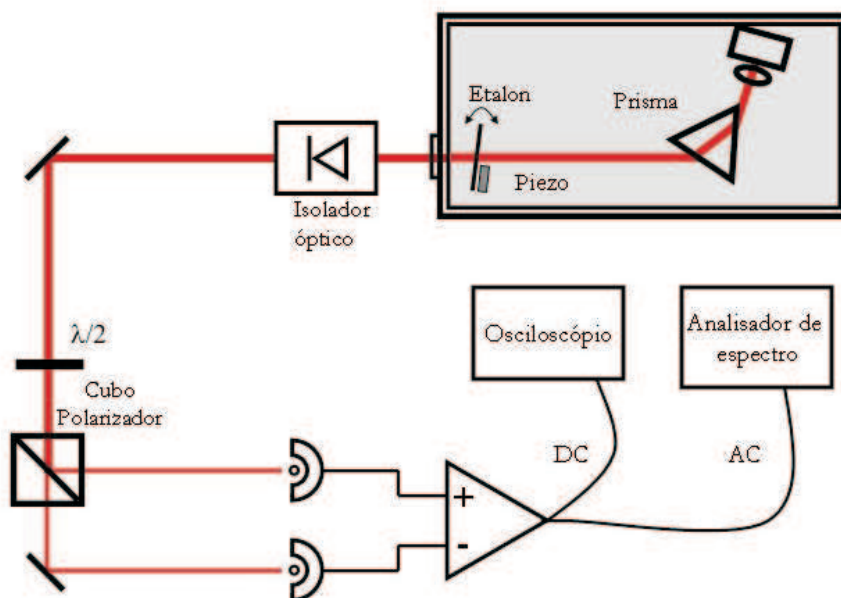 Etalon
Prisma
Piezo
Isolador
óptico
λ/2
Cubo
Polarizador
Osciloscópio
Analisador de
espectro
DC
AC
+
-